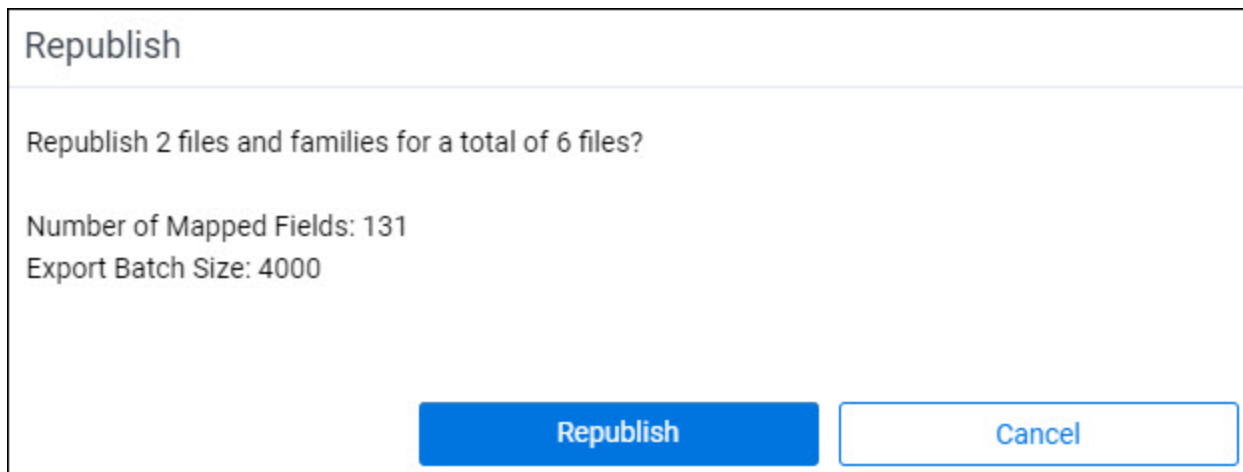 Republish
Republish 2 files and families for a total of 6 files?
Number of Mapped Fields: 131
Export Batch Size: 4000
Republish
Cancel